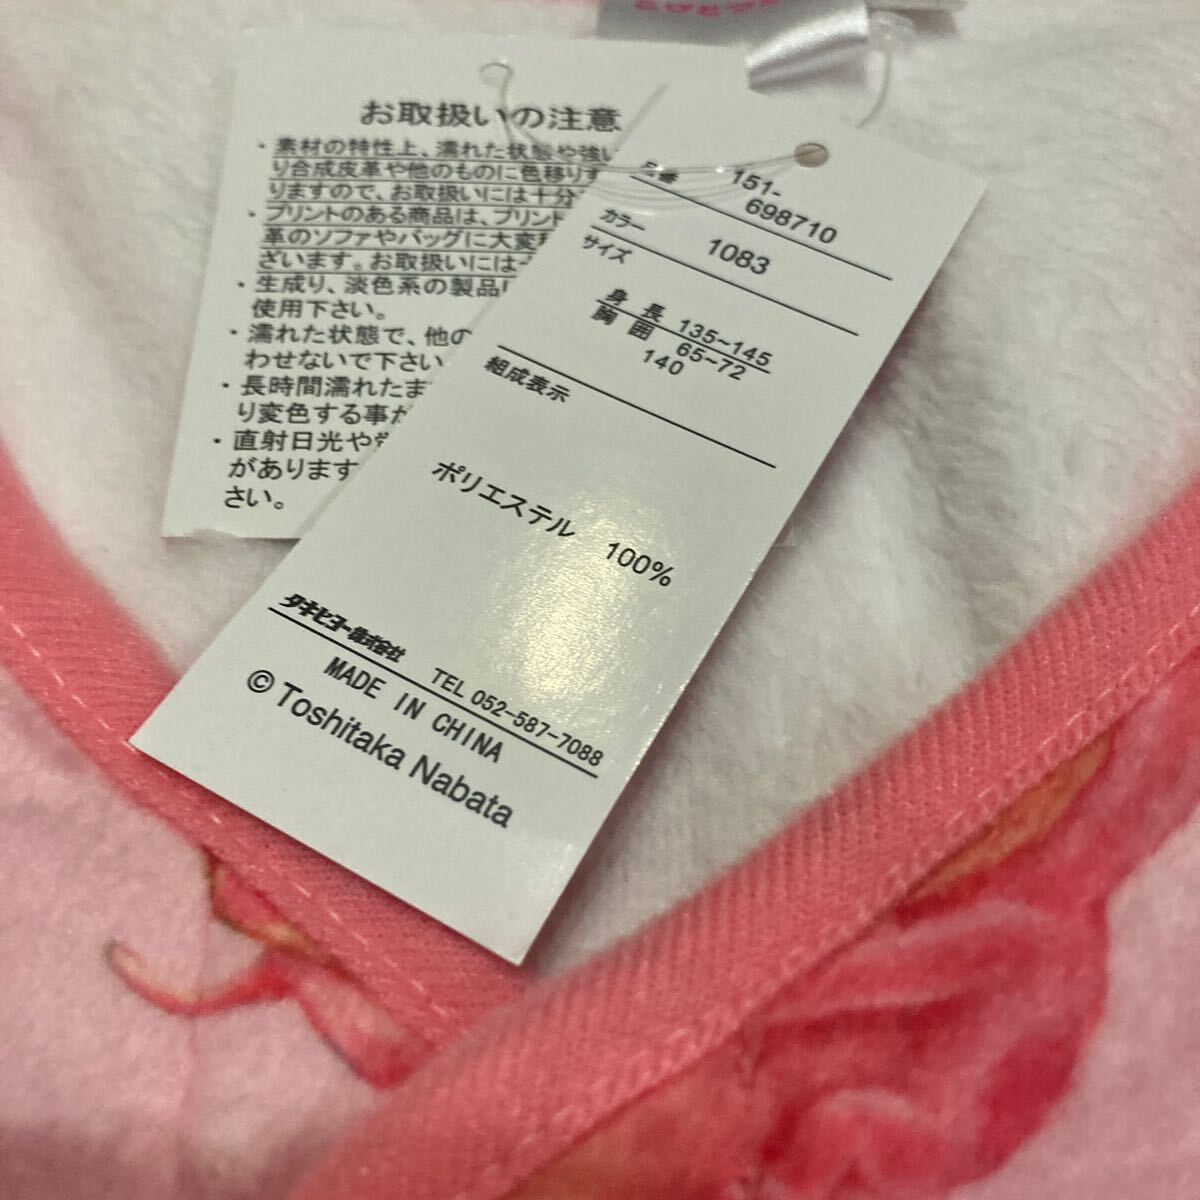 お取扱いの注意
・素材の特性上、濡れた状態や強い
り合成皮革や他のものに色移りす
りますので、お取扱いには十分
・プリントのある商品は、プリント
革のソファやバッグに大変移
ざいます。お取扱いには十
・生成り、淡色系の製品は
使用下さい。
・濡れた状態で、他の
わせないで下さい
・長時間濡れたま
り変色する事が
・直射日光や
があります
さい。
品番 151-
698710
カラー 1083
サイズ
身長 135~145
胸囲 65~72
140
組成表示
ポリエステル 100%
タキヒヨー株式会社
TEL 052-587-7088
MADE IN CHINA
© Toshitaka Nabata